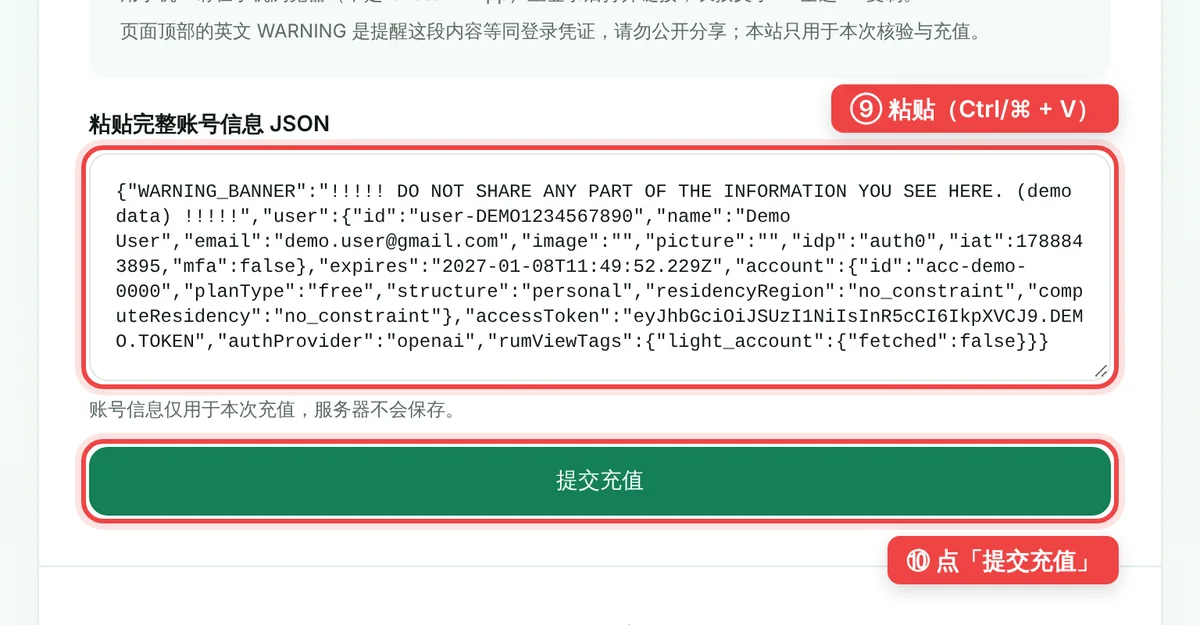 页面顶部的英文 WARNING 是提醒这段内容等同登录凭证，请勿公开分享；本站只用于本次核验与充值。
⑨ 粘贴（Ctrl/⌘ + V）
粘贴完整账号信息 JSON
{"WARNING_BANNER":"!!!!! DO NOT SHARE ANY PART OF THE INFORMATION YOU SEE HERE. (demo
data) !!!!!","user":{"id":"user-DEMO1234567890","name":"Demo
User","email":"demo.user@gmail.com","image":"","picture":"","idp":"auth0","iat":178884
3895,"mfa":false},"expires":"2027-01-08T11:49:52.229Z","account":{"id":"acc-demo-
0000","planType":"free","structure":"personal","residencyRegion":"no_constraint","comp
uteResidency":"no_constraint"},"accessToken":"eyJhbGciOiJSUzI1NiIsInR5cCI6IkpXVCJ9.DEM
O.TOKEN","authProvider":"openai","rumViewTags":{"light_account":{"fetched":false}}}
账号信息仅用于本次充值，服务器不会保存。
提交充值
⑩ 点「提交充值」